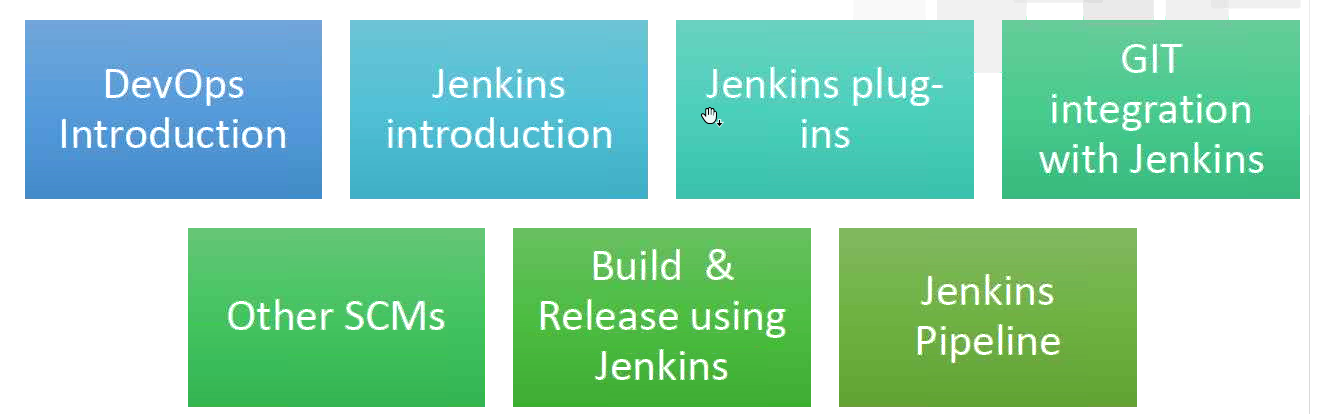 DevOps
Introduction
Jenkins
introduction
Jenkins plug-
ins
GIT
integration
with Jenkins
Other SCMs
Build &
Release using
Jenkins
Jenkins
Pipeline